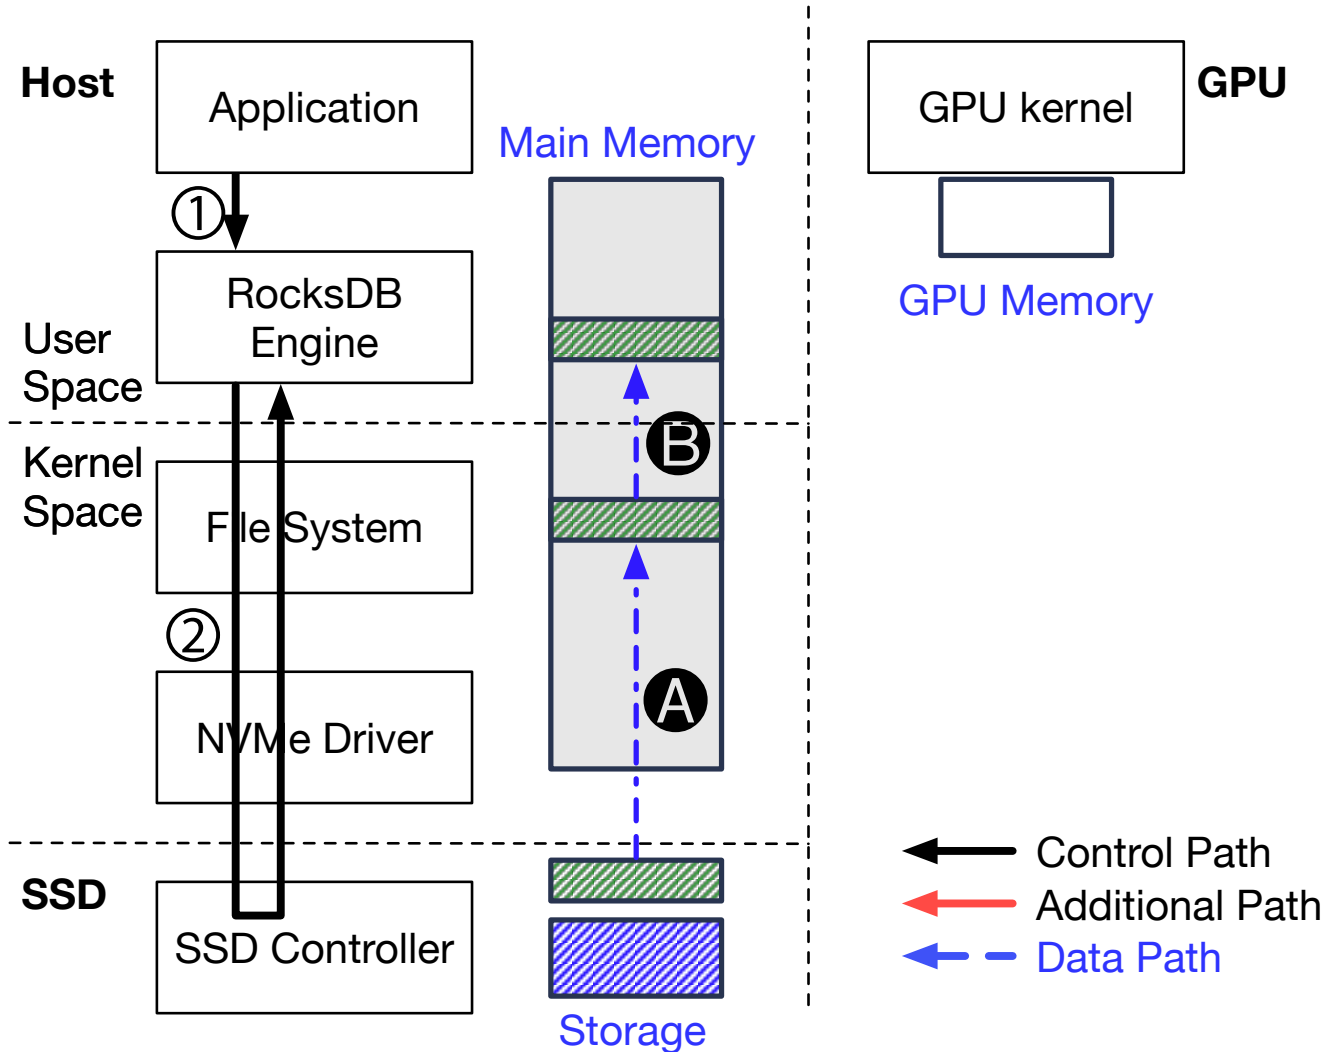 Host
Application
Main Memory
GPU kernel
GPU
GPU Memory
①
RocksDB
Engine
User
Space
Kernel
Space
B
File System
②
A
NVMe Driver
SSD
SSD Controller
Storage
Control Path
Additional Path
Data Path